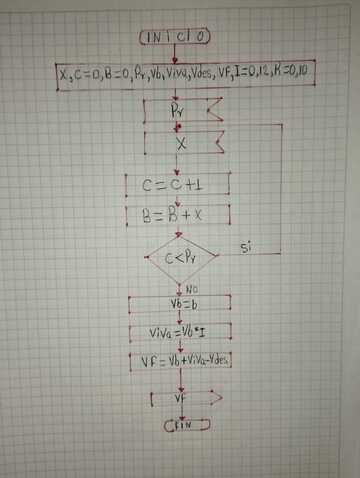 INICIO
X, C=0, B=0, Pr, Vb, Viva, Vdes, VF, I=0,12, K=0,10
Pr
X
C = C+1
B = B + x
C < Pr
si
NO
Vb = b
Viva = Vb * I
VF = Vb + Viva - Vdes
VF
FIN